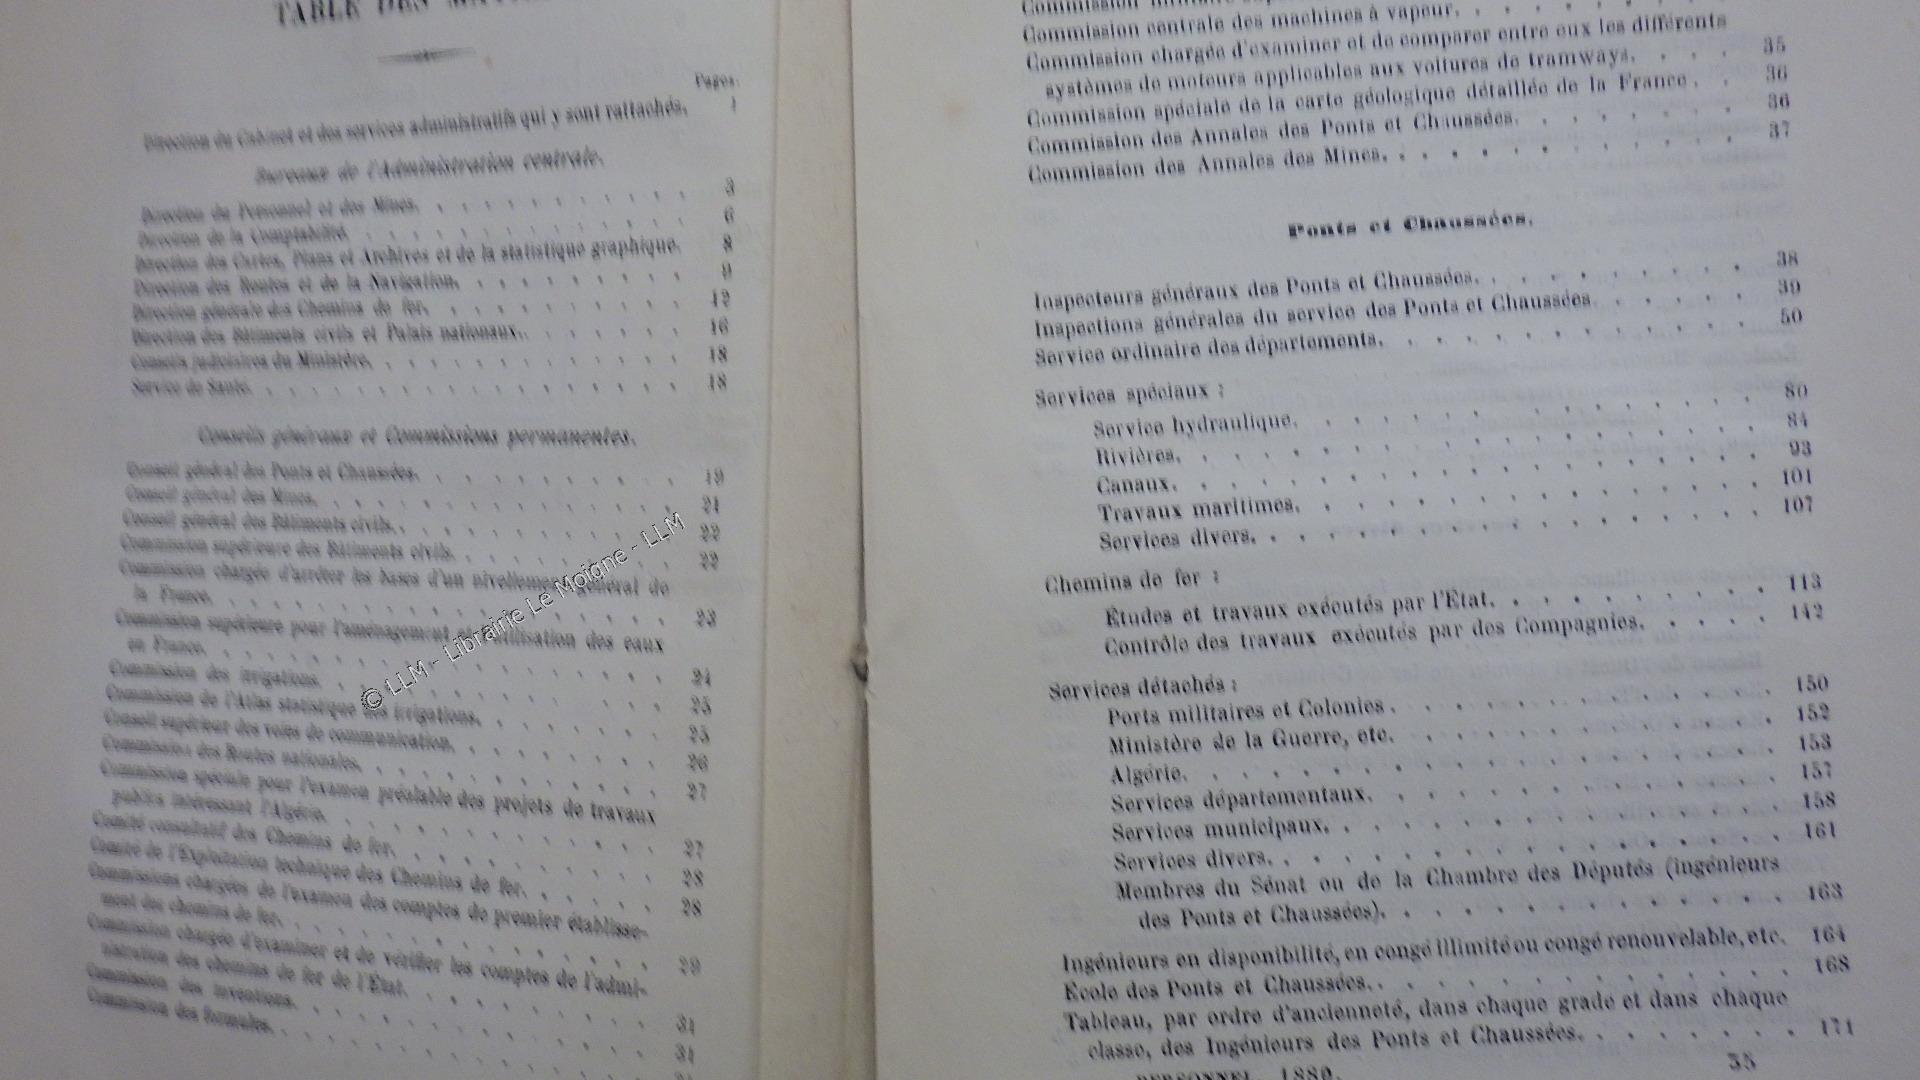 TABLE DES
Pages.
Direction du Cabinet et des services administratifs qui y sont rattachés. 1
Bureaux de l'Administration centrale.
Direction du Personnel et des Mines. 3
Direction de la Comptabilité. 6
Direction des Cartes, Plans et Archives et de la statistique graphique. 8
Direction des Routes et de la Navigation. 9
Direction générale des Chemins de fer. 12
Direction des Bâtiments civils et Palais nationaux. 16
Conseils judiciaires du Ministère. 18
Service de Santé. 18
Conseils généraux et Commissions permanentes.
Conseil général des Ponts et Chaussées. 19
Conseil général des Mines. 21
Conseil général des Bâtiments civils. 22
Commission supérieure des Bâtiments civils. 22
Commission chargée d'arrêter les bases d'un nivellement général de
la France. 23
Commission supérieure pour l'aménagement et l'utilisation des eaux
en France. 24
Commission des irrigations. 25
Commission de l'Atlas statistique des irrigations. 25
Conseil supérieur des voies de communication. 26
Commission des Routes nationales. 27
Commission spéciale pour l'examen préalable des projets de travaux
publics intéressant l'Algérie. 27
Comité consultatif des Chemins de fer. 28
Comité de l'Exploitation technique des Chemins de fer. 28
Commissions chargées de l'examen des comptes de premier établisse-
ment des chemins de fer. 29
Commission chargée d'examiner et de vérifier les comptes de l'admi-
nistration des chemins de fer de l'État. 31
Commission des inventions. 31
Commission des formules.
© LLM - Librairie Le Moigne - LLM
Commission centrale des machines à vapeur.
Commission chargée d'examiner et de comparer entre eux les différents
systèmes de moteurs applicables aux voitures de tramways. 35
Commission spéciale de la carte géologique détaillée de la France. 36
Commission des Annales des Ponts et Chaussées. 36
Commission des Annales des Mines. 37
Ponts et Chaussées.
Inspecteurs généraux des Ponts et Chaussées. 38
Inspections générales du service des Ponts et Chaussées. 39
Service ordinaire des départements. 50
Services spéciaux :
Service hydraulique. 80
Rivières. 84
Canaux. 93
Travaux maritimes. 101
Services divers. 107
Chemins de fer :
Études et travaux exécutés par l'État. 113
Contrôle des travaux exécutés par des Compagnies. 142
Services détachés :
Ports militaires et Colonies. 150
Ministère de la Guerre, etc. 152
Algérie. 153
Services départementaux. 157
Services municipaux. 158
Services divers. 161
Membres du Sénat ou de la Chambre des Députés (ingénieurs
des Ponts et Chaussées). 163
Ingénieurs en disponibilité, en congé illimité ou congé renouvelable, etc. 164
École des Ponts et Chaussées. 168
Tableau, par ordre d'ancienneté, dans chaque grade et dans chaque
classe, des Ingénieurs des Ponts et Chaussées. 171
PERSONNEL. 1880. 38